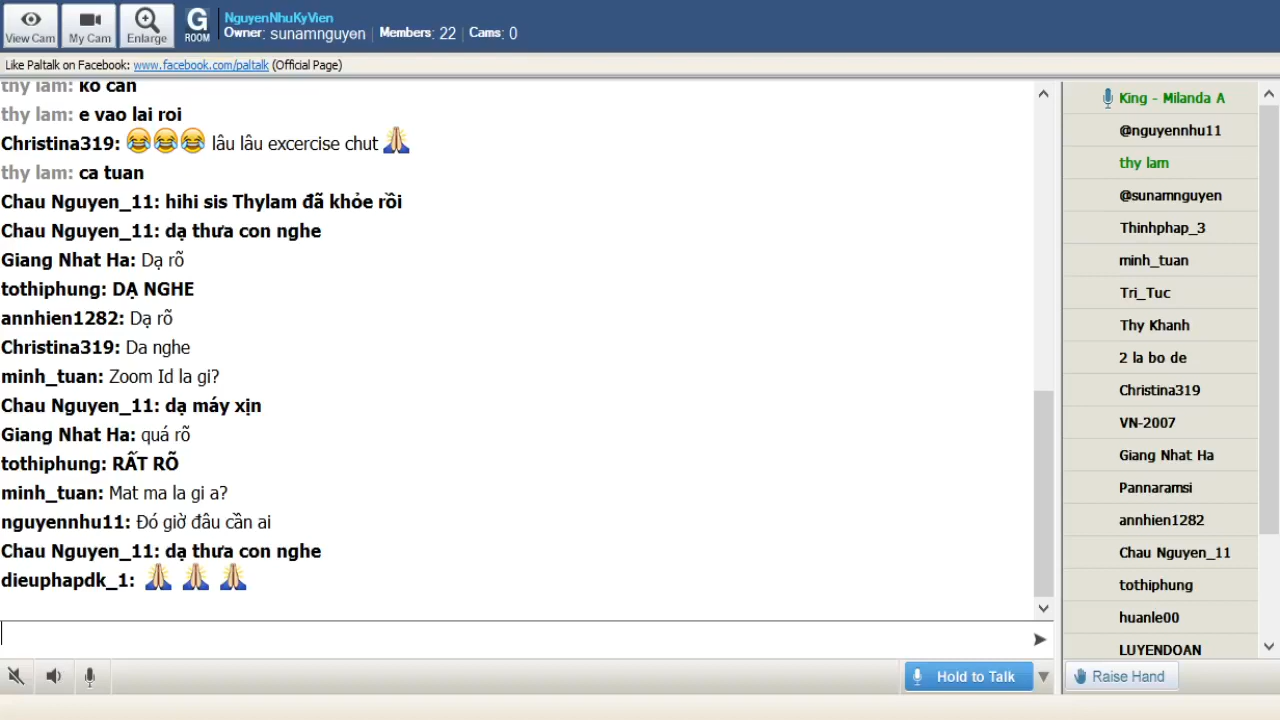 View Cam
My Cam
Enlarge
G
ROOM
NguyenNhuKyVien
Owner: sunamnguyen | Members: 22 | Cams: 0
Like Paltalk on Facebook: www.facebook.com/paltalk (Official Page)
thy lam: ko can
thy lam: e vao lai roi
Christina319: 😂😂😂 lâu lâu excercise chut 🙏
thy lam: ca tuan
Chau Nguyen_11: hihi sis Thylam đã khỏe rồi
Chau Nguyen_11: dạ thưa con nghe
Giang Nhat Ha: Dạ rõ
tothiphung: DẠ NGHE
annhien1282: Dạ rõ
Christina319: Da nghe
minh_tuan: Zoom Id la gi?
Chau Nguyen_11: dạ máy xịn
Giang Nhat Ha: quá rõ
tothiphung: RẤT RÕ
minh_tuan: Mat ma la gi a?
nguyennhu11: Đó giờ đâu cần ai
Chau Nguyen_11: dạ thưa con nghe
dieuphapdk_1: 🙏 🙏 🙏
Hold to Talk
King - Milanda A
@nguyennhu11
thy lam
@sunamnguyen
Thinhphap_3
minh_tuan
Tri_Tuc
Thy Khanh
2 la bo de
Christina319
VN-2007
Giang Nhat Ha
Pannaramsi
annhien1282
Chau Nguyen_11
tothiphung
huanle00
LUYENDOAN
Raise Hand